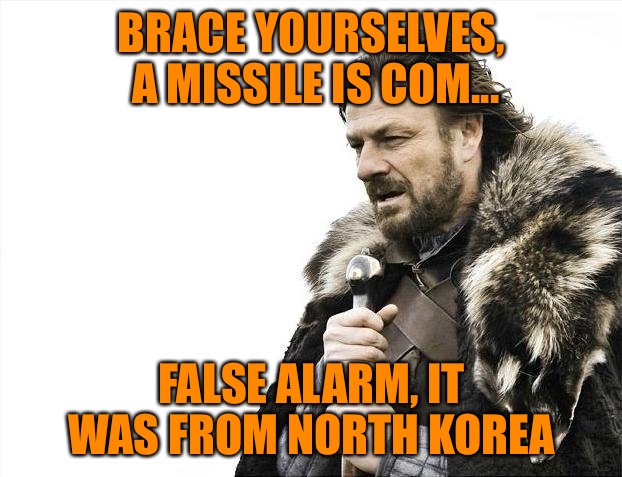 BRACE YOURSELVES,
A MISSILE IS COM...
FALSE ALARM, IT
WAS FROM NORTH KOREA